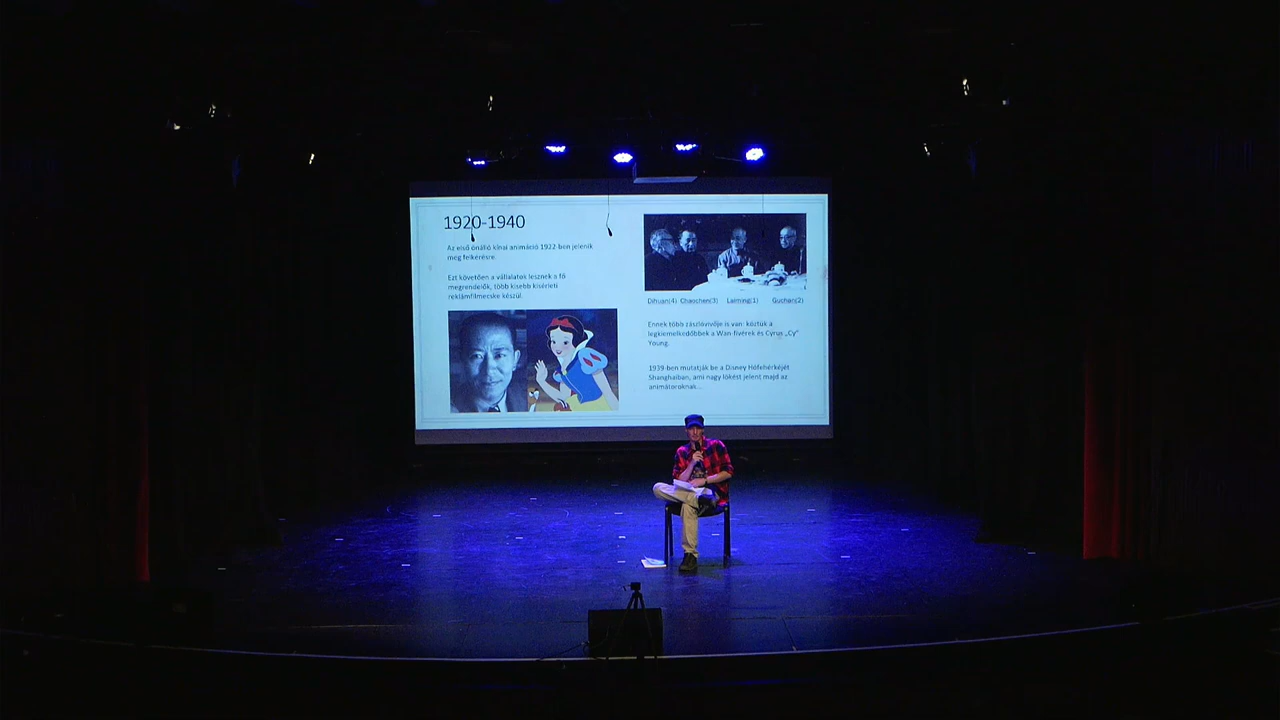 1920-1940
Az első önálló kínai animáció 1922-ben jelenik
meg felkérésre.
Ezt követően a vállalatok lesznek a fő
megrendelők, több kisebb kísérleti
reklámfilmecske készül.
Dihuan(4) Chaochen(3) Laiming(1) Guchan(2)
Ennek több zászlóvivője is van: köztük a
legkiemelkedőbbek a Wan-fivérek és Cyrus „Cy"
Young.
1939-ben mutatják be a Disney Hófehérkéjét
Shanghaiban, ami nagy lökést jelent majd az
animátoroknak...